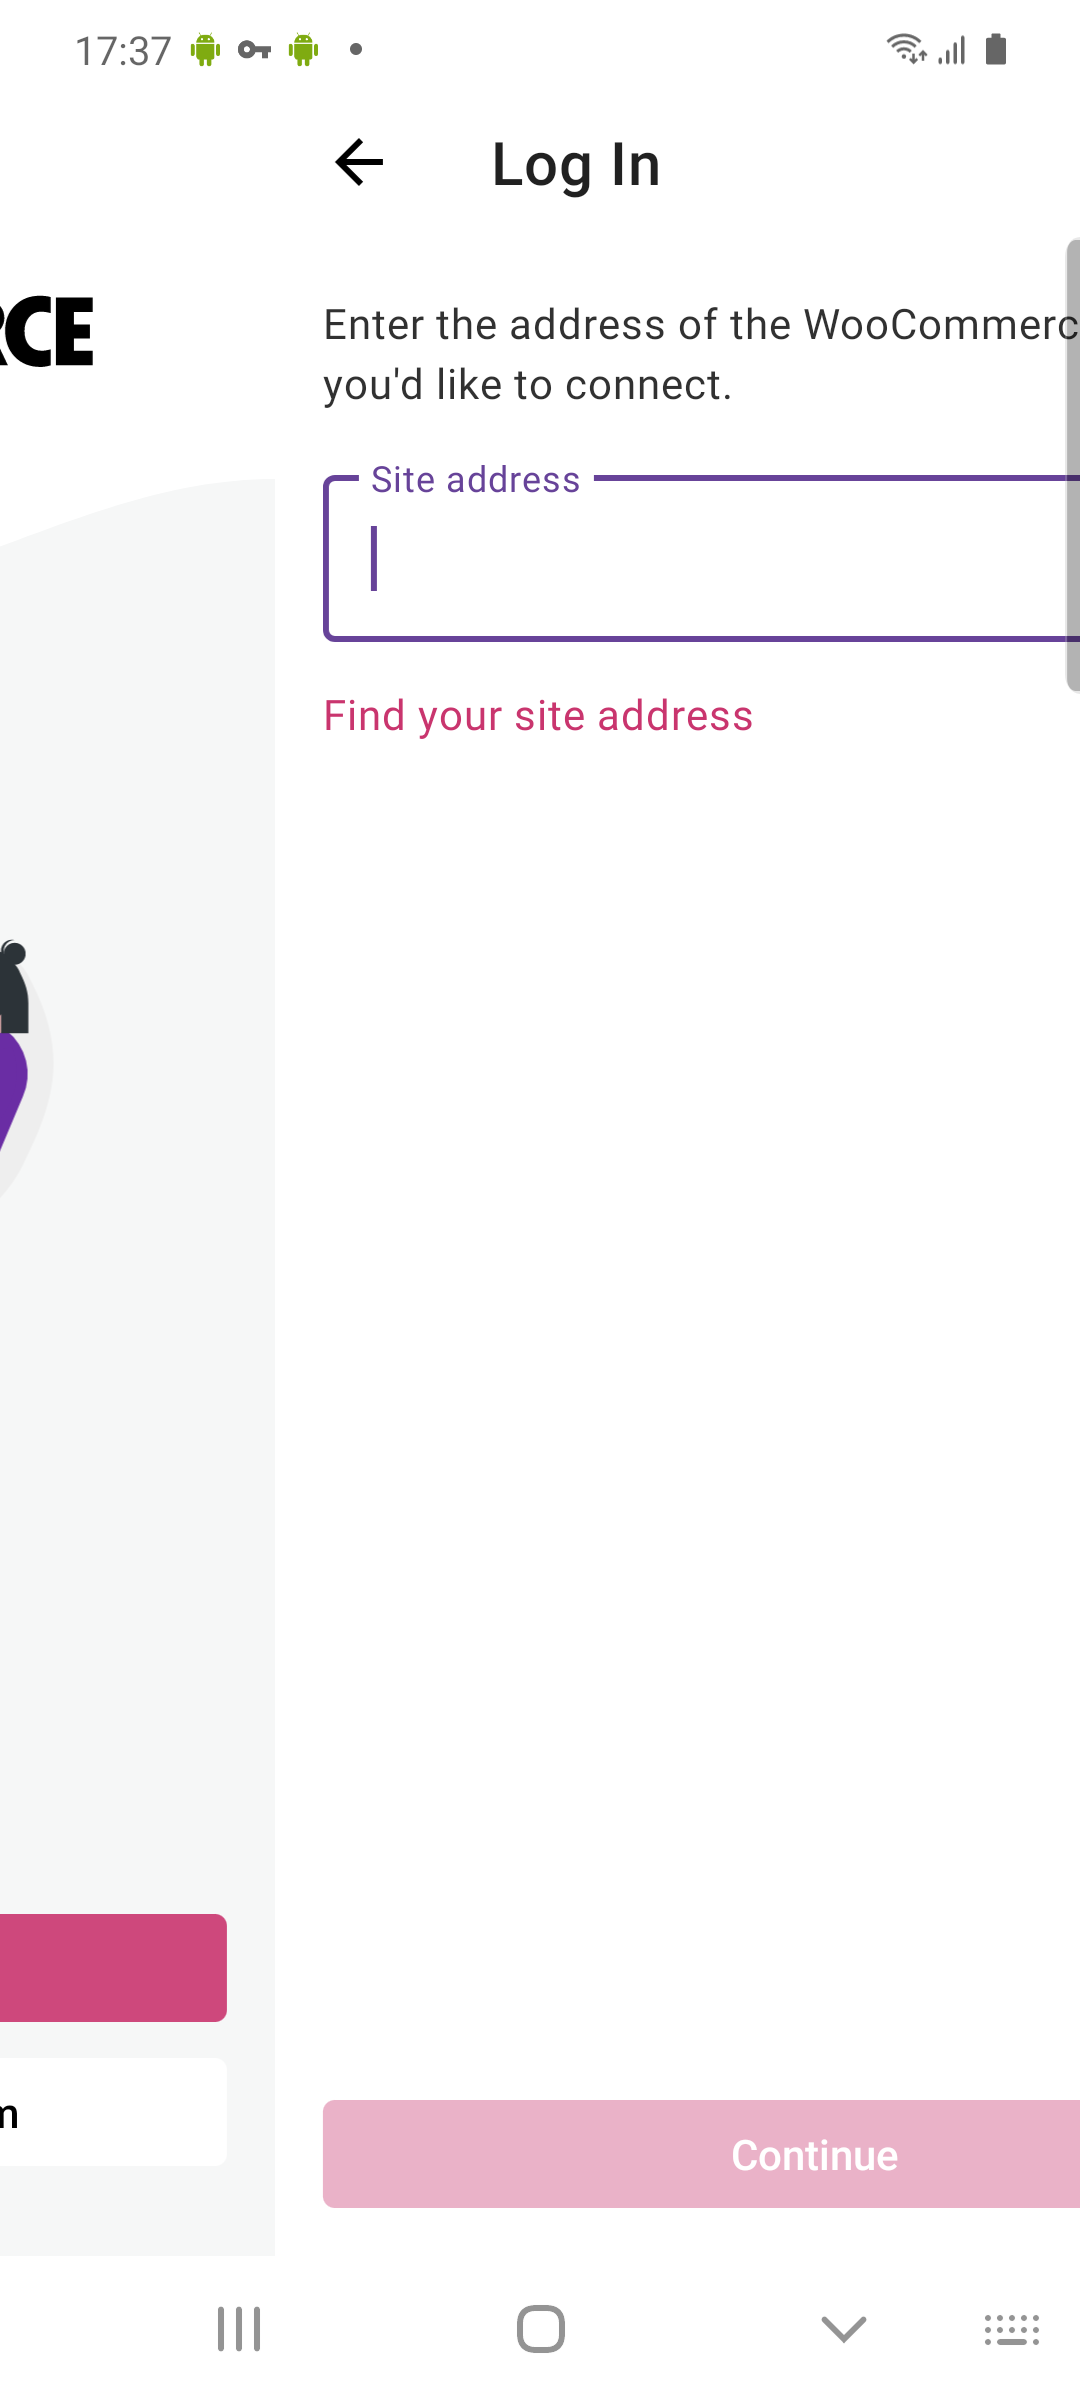 17:37
Log In
RCE
Enter the address of the WooCommerc
you'd like to connect.
Site address
Find your site address
m
Continue